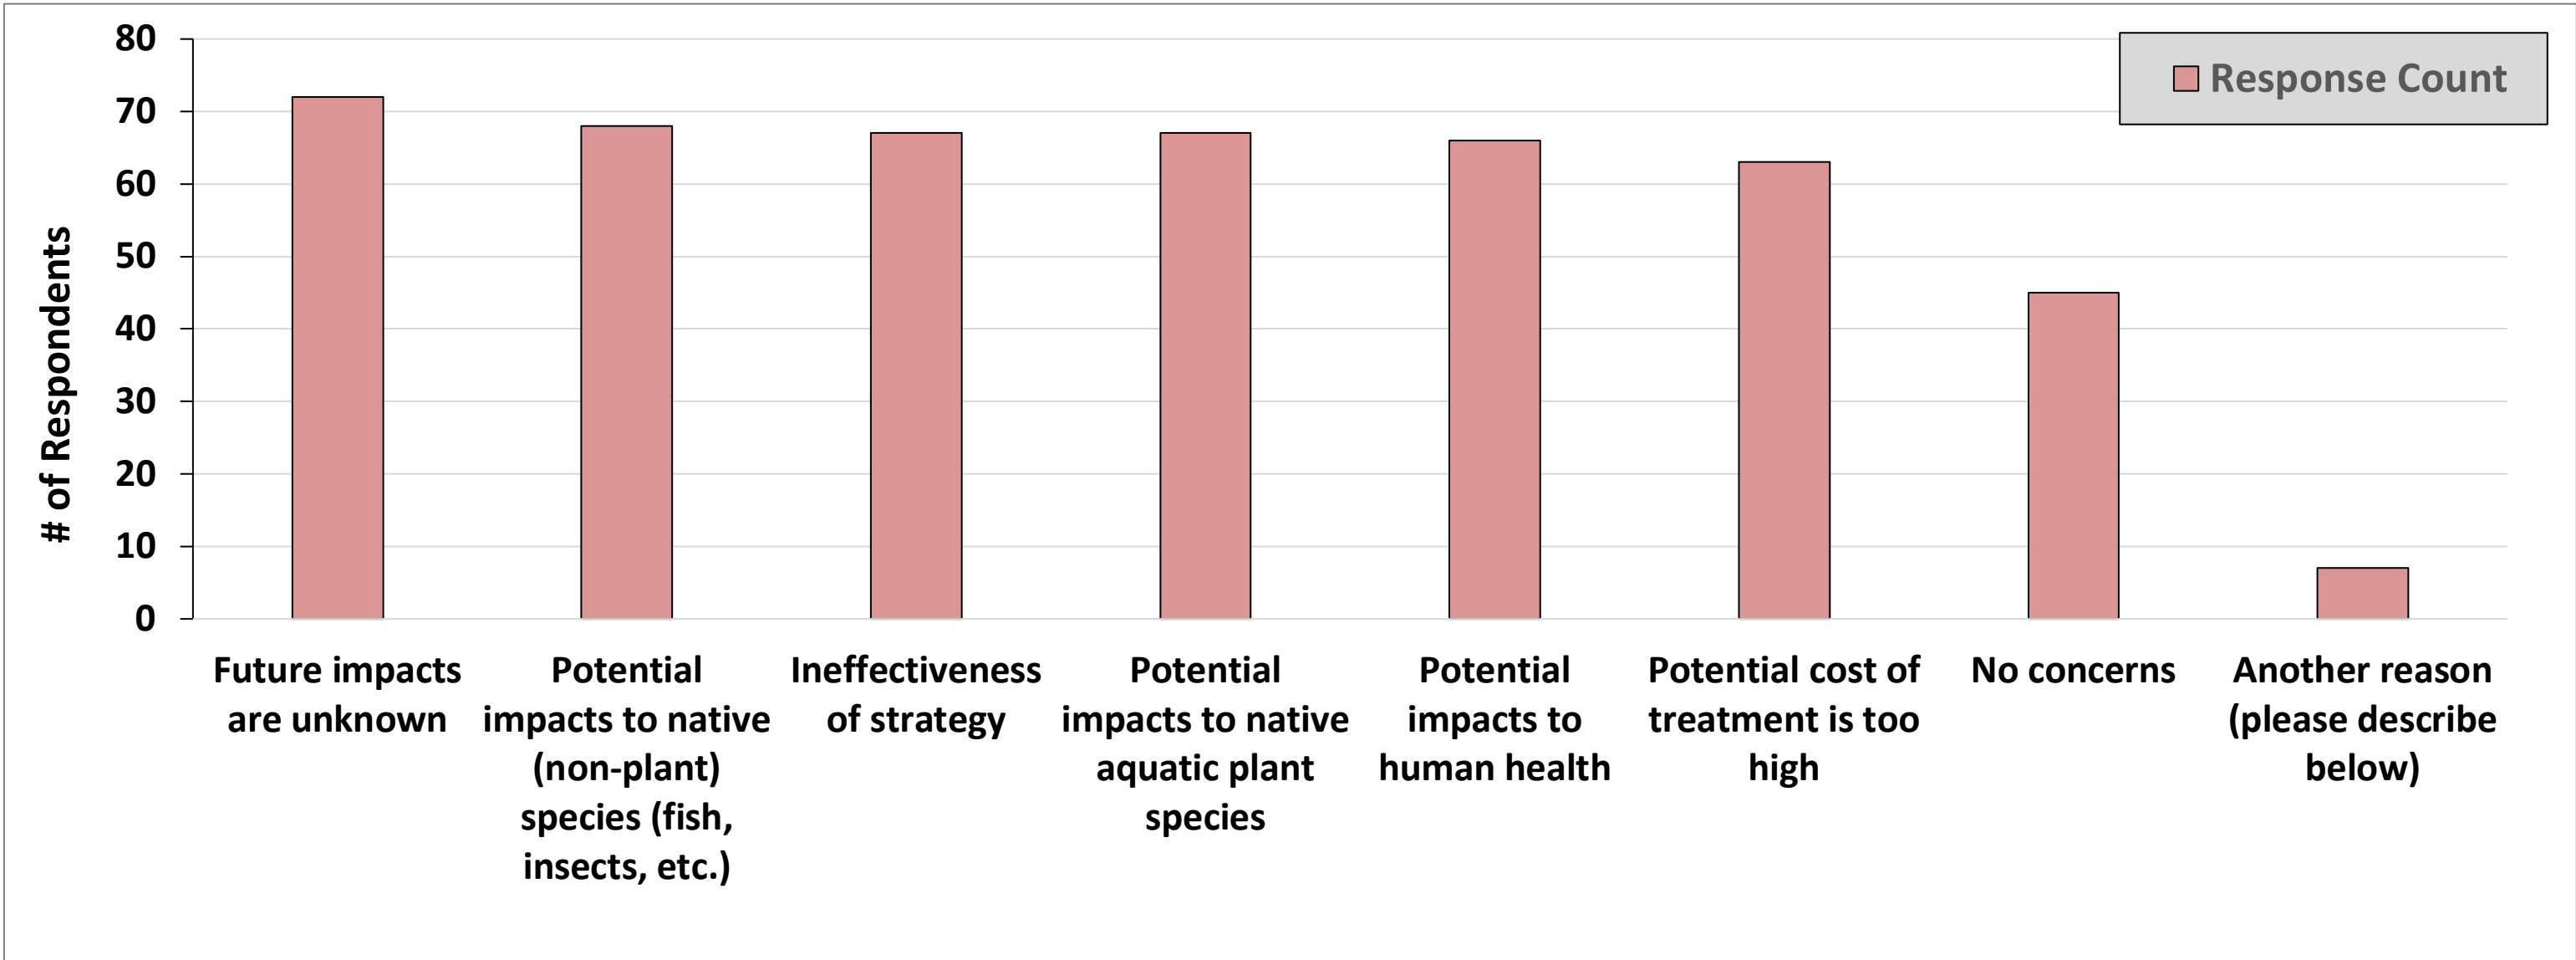 Response Count
# of Respondents
80
70
60
50
40
30
20
10
0
Future impacts
are unknown
Potential
impacts to native
(non-plant)
species (fish,
insects, etc.)
Ineffectiveness
of strategy
Potential
impacts to native
aquatic plant
species
Potential
impacts to
human health
Potential cost of
treatment is too
high
No concerns
Another reason
(please describe
below)